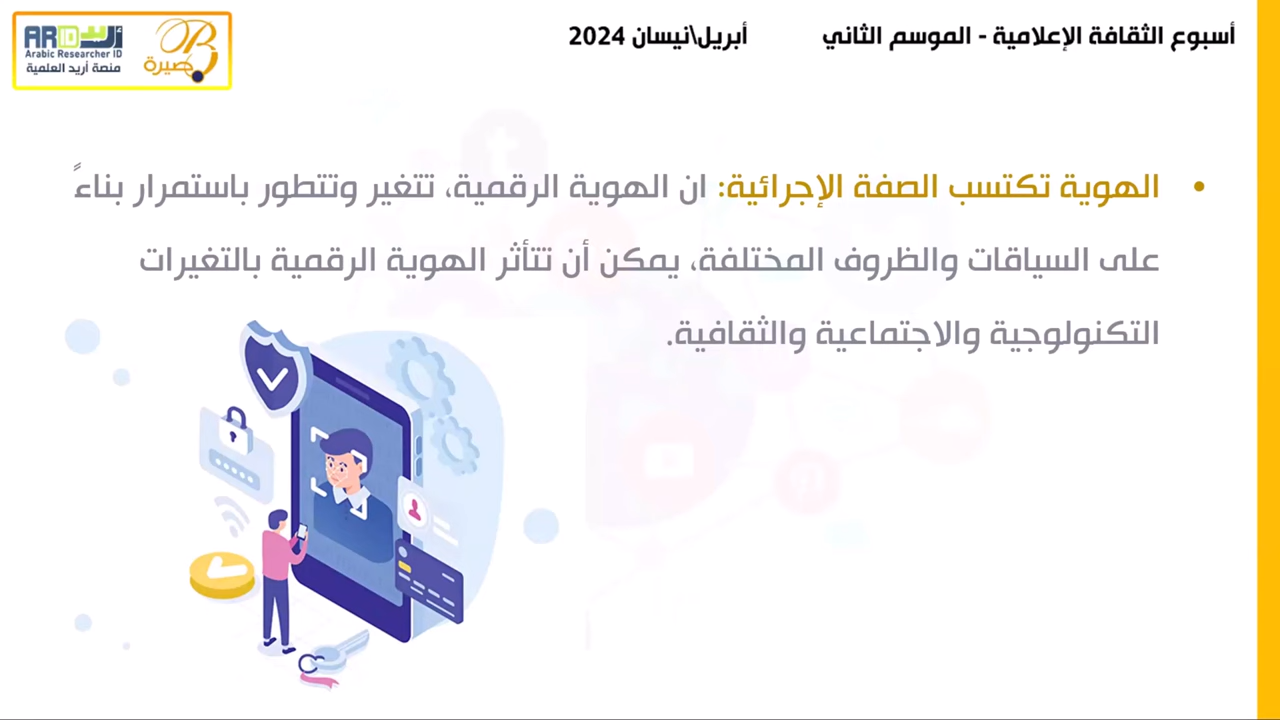 أسبوع الثقافة الإعلامية - الموسم الثاني أبريل\نيسان 2024
ARID أريد
Arabic Researcher ID
منصة أريد العلمية
Bصيرة
• الهوية تكتسب الصفة الإجرائية: ان الهوية الرقمية، تتغير وتتطور باستمرار بناءً
على السياقات والظروف المختلفة، يمكن أن تتأثر الهوية الرقمية بالتغيرات
التكنولوجية والاجتماعية والثقافية.